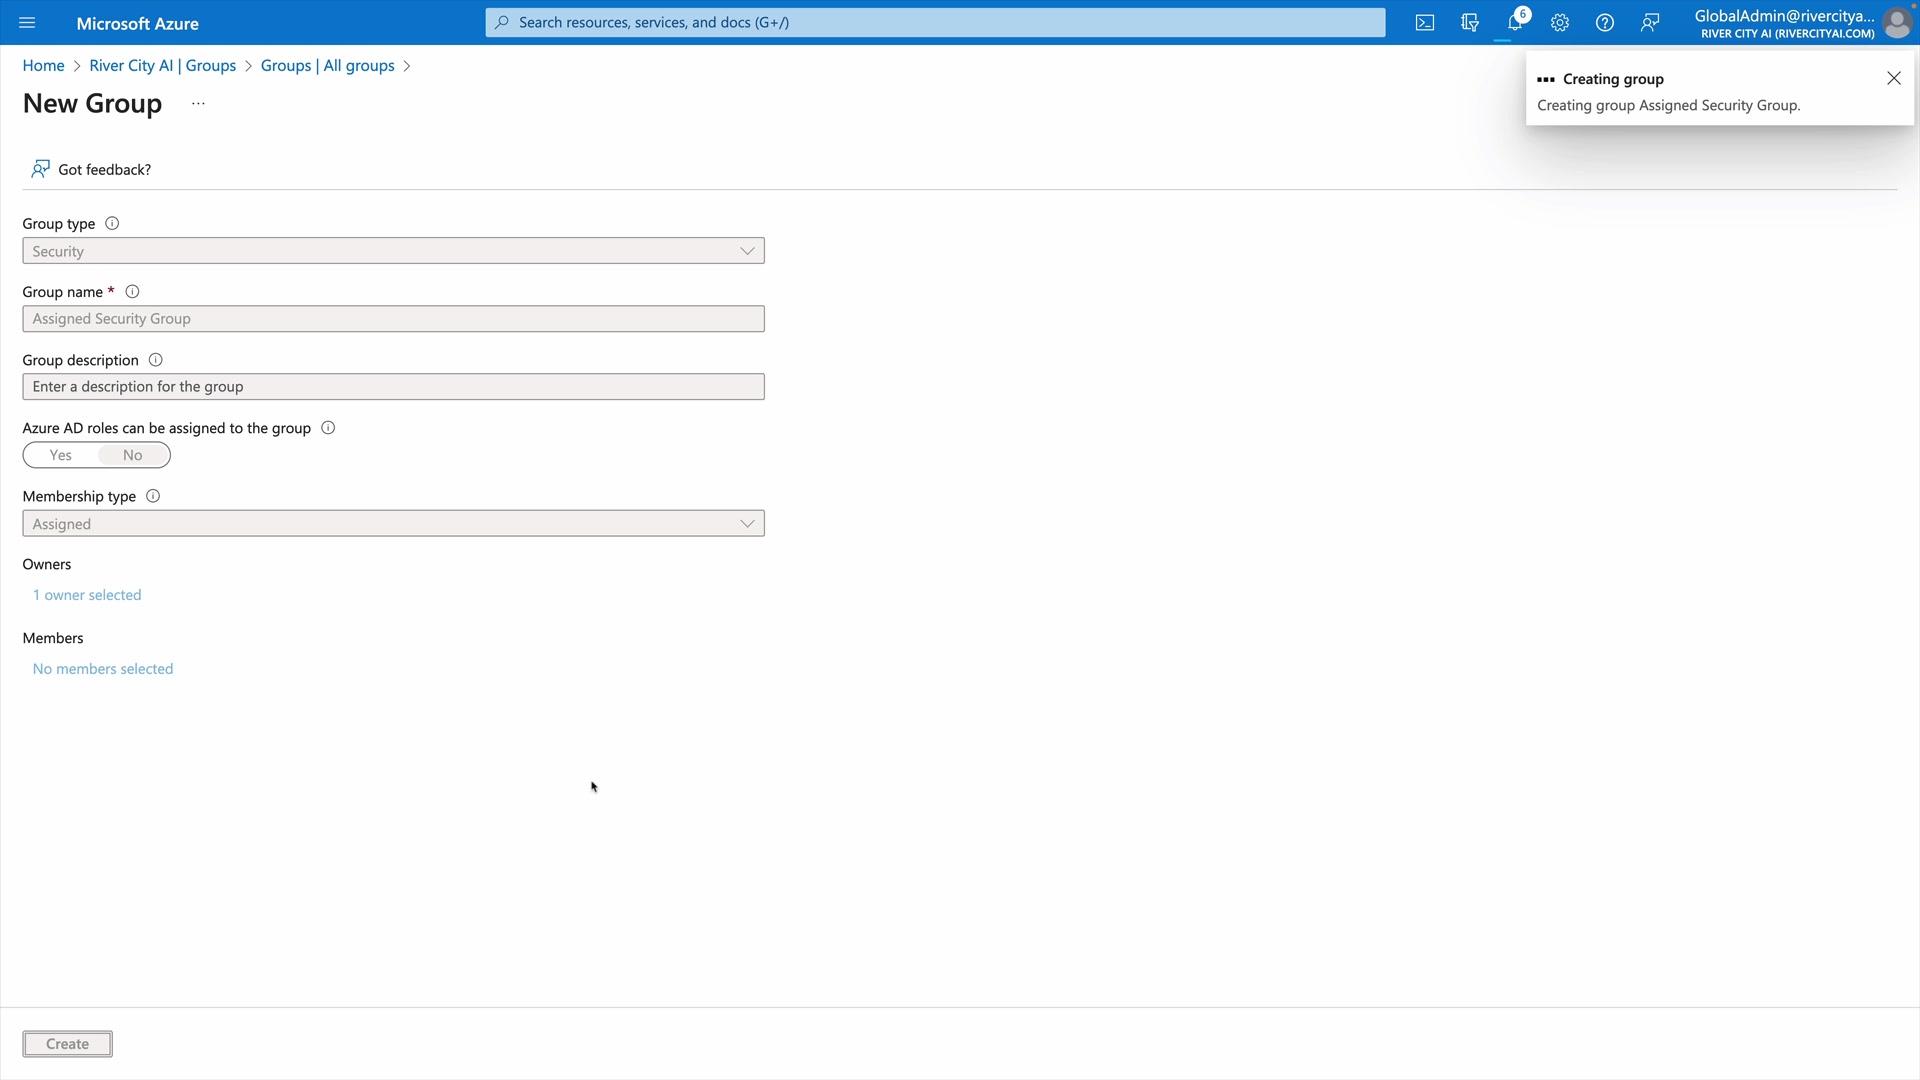 Microsoft Azure
Search resources, services, and docs (G+/)
6
GlobalAdmin@rivercitya...
RIVER CITY AI (RIVERCITYAI.COM)
Home > River City AI | Groups > Groups | All groups >
New Group ...
Creating group
Creating group Assigned Security Group.
Got feedback?
Group type
Security
Group name *
Assigned Security Group
Group description
Enter a description for the group
Azure AD roles can be assigned to the group
Yes No
Membership type
Assigned
Owners
1 owner selected
Members
No members selected
Create